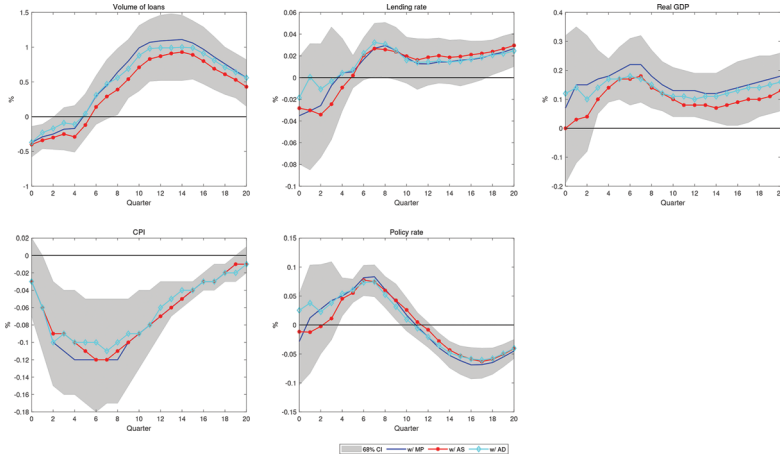 Volume of loans
1.5
1
0.5
0
-0.5
-1
%
0 2 4 6 8 10 12 14 16 18 20
Quarter
Lending rate
0.06
0.04
0.02
0
-0.02
-0.04
-0.06
-0.08
-0.1
%
0 2 4 6 8 10 12 14 16 18 20
Quarter
Real GDP
0.4
0.3
0.2
0.1
0
-0.1
-0.2
%
0 2 4 6 8 10 12 14 16 18 20
Quarter
CPI
0.02
0
-0.02
-0.04
-0.06
-0.08
-0.1
-0.12
-0.14
-0.16
-0.18
%
0 2 4 6 8 10 12 14 16 18 20
Quarter
Policy rate
0.15
0.1
0.05
0
-0.05
-0.1
-0.15
%
0 2 4 6 8 10 12 14 16 18 20
Quarter
68% CI w/ MP w/ AS w/ AD